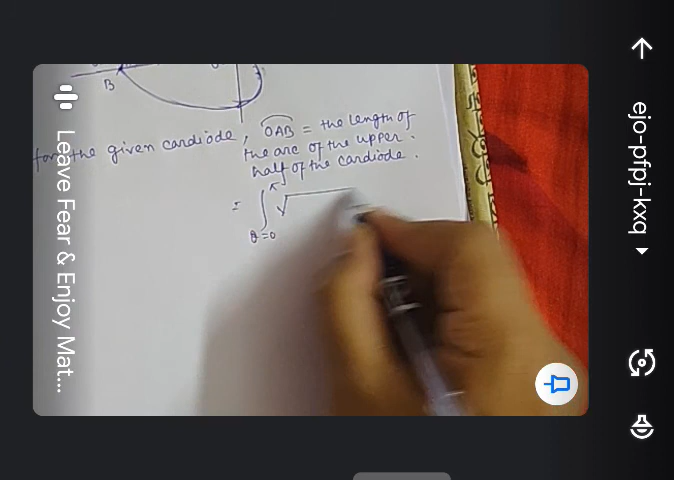 B
for the given cardiode, OAB = the length of
the arc of the upper
half of the cardiode.
= ∫ π √
θ=0
Leave Fear & Enjoy Mat...
ejo-pfpj-kxq